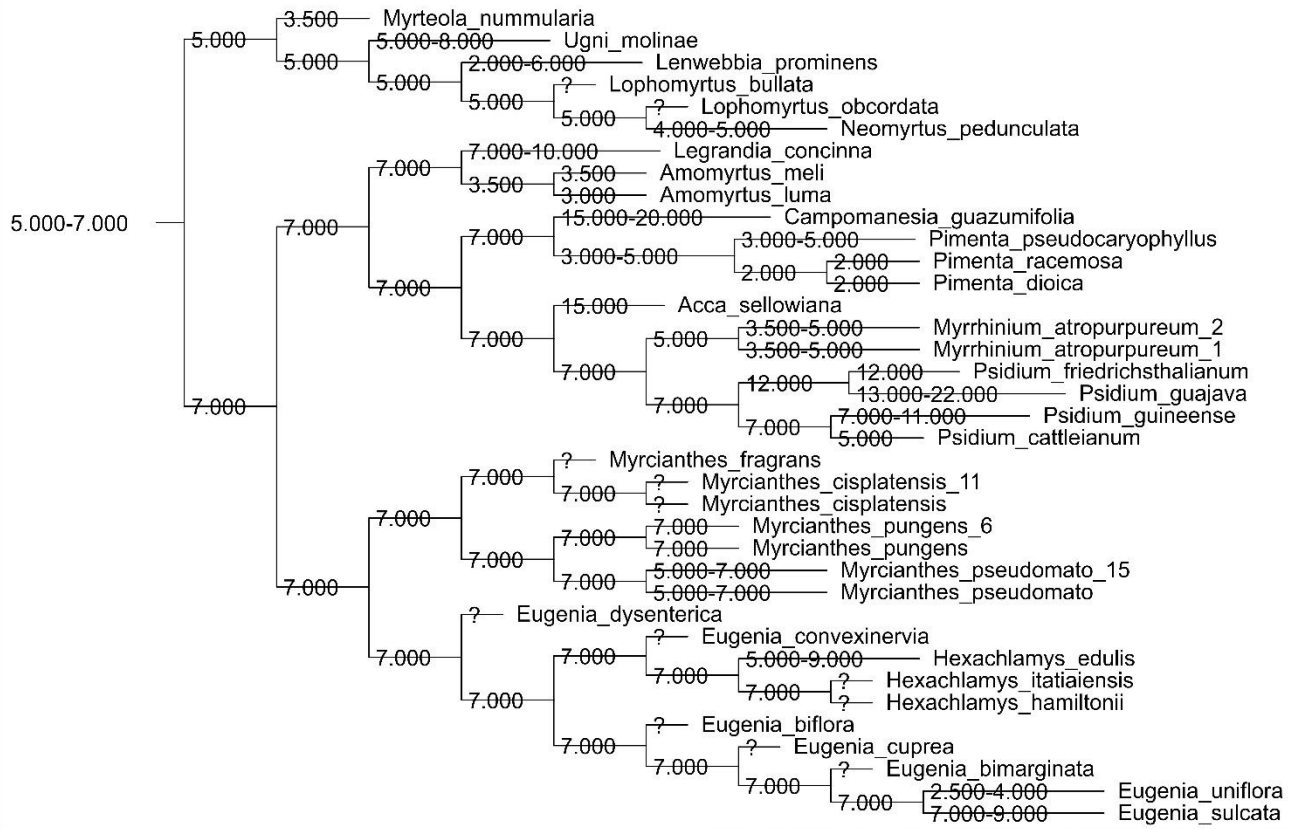 3.500 Myrteola_nummularia
5.000
5.000-8.000 Ugni_molinae
5.000
2.000-6.000 Lenwebbia_prominens
5.000
? Lophomyrtus_bullata
5.000
? Lophomyrtus_obcordata
5.000
4.000-5.000 Neomyrtus_pedunculata
7.000-10.000 Legrandia_concinna
7.000
3.500 Amomyrtus_meli
3.500
3.000 Amomyrtus_luma
15.000-20.000 Campomanesia_guazumifolia
5.000-7.000
7.000
7.000
3.000-5.000 Pimenta_pseudocaryophyllus
3.000-5.000
2.000 Pimenta_racemosa
2.000
2.000 Pimenta_dioica
7.000
15.000 Acca_sellowiana
3.500-5.000 Myrrhinium_atropurpureum_2
7.000
5.000
3.500-5.000 Myrrhinium_atropurpureum_1
7.000
12.000 Psidium_friedrichsthalianum
12.000
13.000-22.000 Psidium_guajava
7.000
7.000
7.000-11.000 Psidium_guineense
7.000
5.000 Psidium_cattleianum
? Myrcianthes_fragrans
7.000
? Myrcianthes_cisplatensis_11
7.000
? Myrcianthes_cisplatensis
7.000
7.000 Myrcianthes_pungens_6
7.000
7.000 Myrcianthes_pungens
7.000
5.000-7.000 Myrcianthes_pseudomato_15
7.000
7.000
5.000-7.000 Myrcianthes_pseudomato
? Eugenia_dysenterica
? Eugenia_convexinervia
7.000
7.000
5.000-9.000 Hexachlamys_edulis
7.000
? Hexachlamys_itatiaiensis
7.000
7.000
? Hexachlamys_hamiltonii
? Eugenia_biflora
7.000
? Eugenia_cuprea
7.000
? Eugenia_bimarginata
7.000
2.500-4.000 Eugenia_uniflora
7.000
7.000-9.000 Eugenia_sulcata